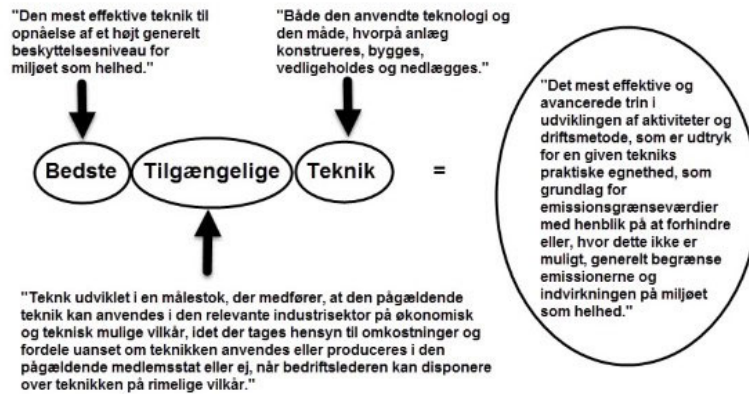 "Den mest effektive teknik til
opnåelse af et højt generelt
beskyttelsesniveau for
miljøet som helhed."
"Både den anvendte teknologi og
den måde, hvorpå anlæg
konstrueres, bygges,
vedligeholdes og nedlægges."
Bedste Tilgængelige Teknik =
"Det mest effektive og
avancerede trin i
udviklingen af aktiviteter og
driftsmetode, som er udtryk
for en given tekniks
praktiske egnethed, som
grundlag for
emissionsgrænseværdier
med henblik på at forhindre
eller, hvor dette ikke er
muligt, generelt begrænse
emissionerne og
indvirkningen på miljøet
som helhed."
"Teknk udviklet i en målestok, der medfører, at den pågældende
teknik kan anvendes i den relevante industrisektor på økonomisk
og teknisk mulige vilkår, idet der tages hensyn til omkostninger og
fordele uanset om teknikken anvendes eller produceres i den
pågældende medlemsstat eller ej, når bedriftslederen kan disponere
over teknikken på rimelige vilkår."